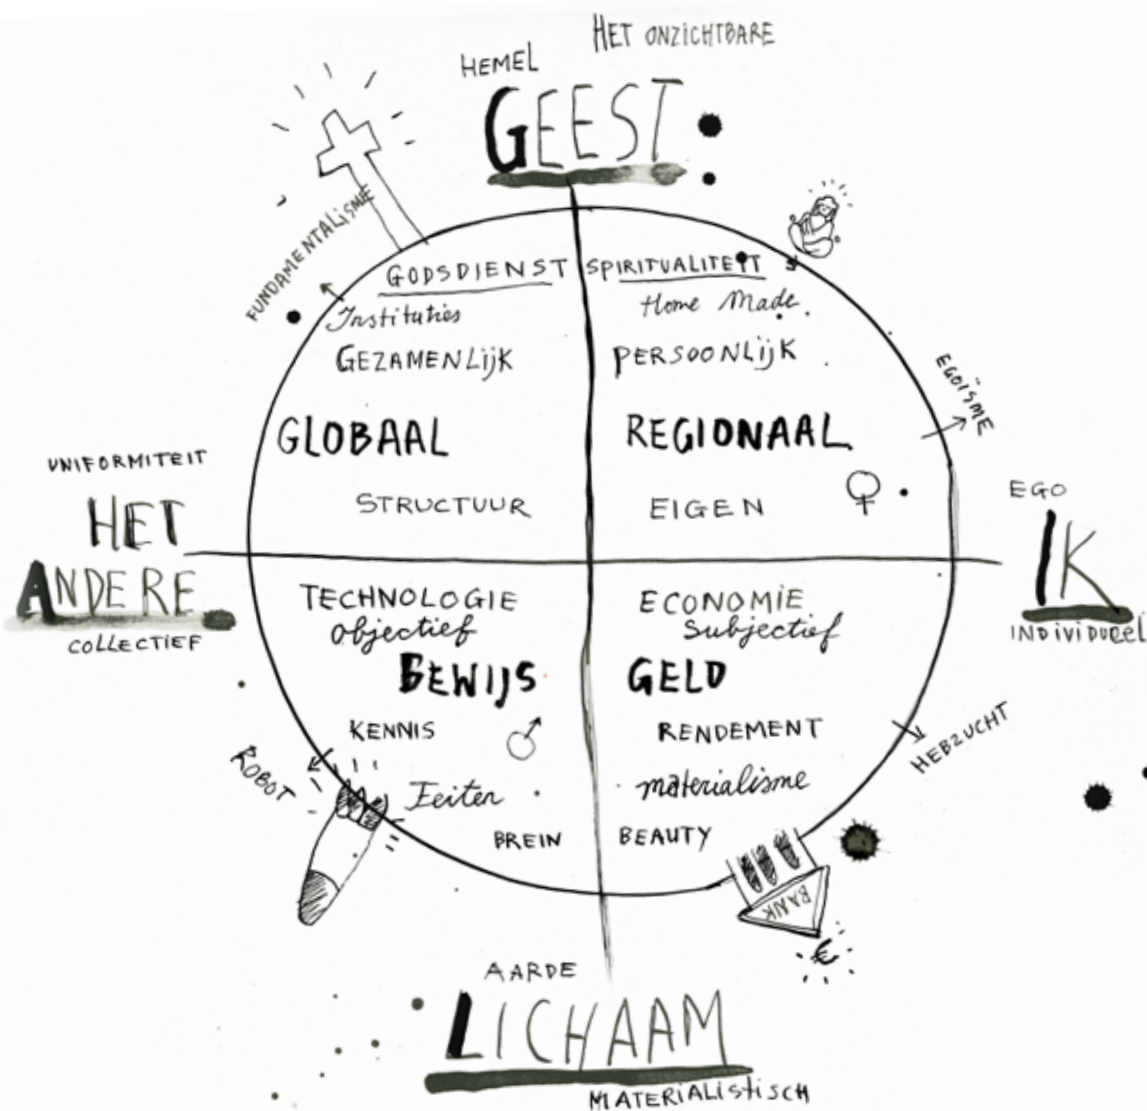 HET ONZICHTBARE
HEMEL
GEEST
FUNDAMENTALISME
GODSDIENST
Instituties
GEZAMENLIJK
GLOBAAL
STRUCTUUR
SPIRITUALITEIT
Home Made
PERSOONLIJK
REGIONAAL
EIGEN
EGOÏSME
UNIFORMITEIT
HET
ANDERE
COLLECTIEF
EGO
IK
INDIVIDUEEL
TECHNOLOGIE
objectief
BEWIJS
KENNIS
Feiten
BREIN
ROBOT
ECONOMIE
Subjectief
GELD
RENDEMENT
materialisme
BEAUTY
HEBZUCHT
BANK
€
AARDE
LICHAAM
MATERIALISTISCH